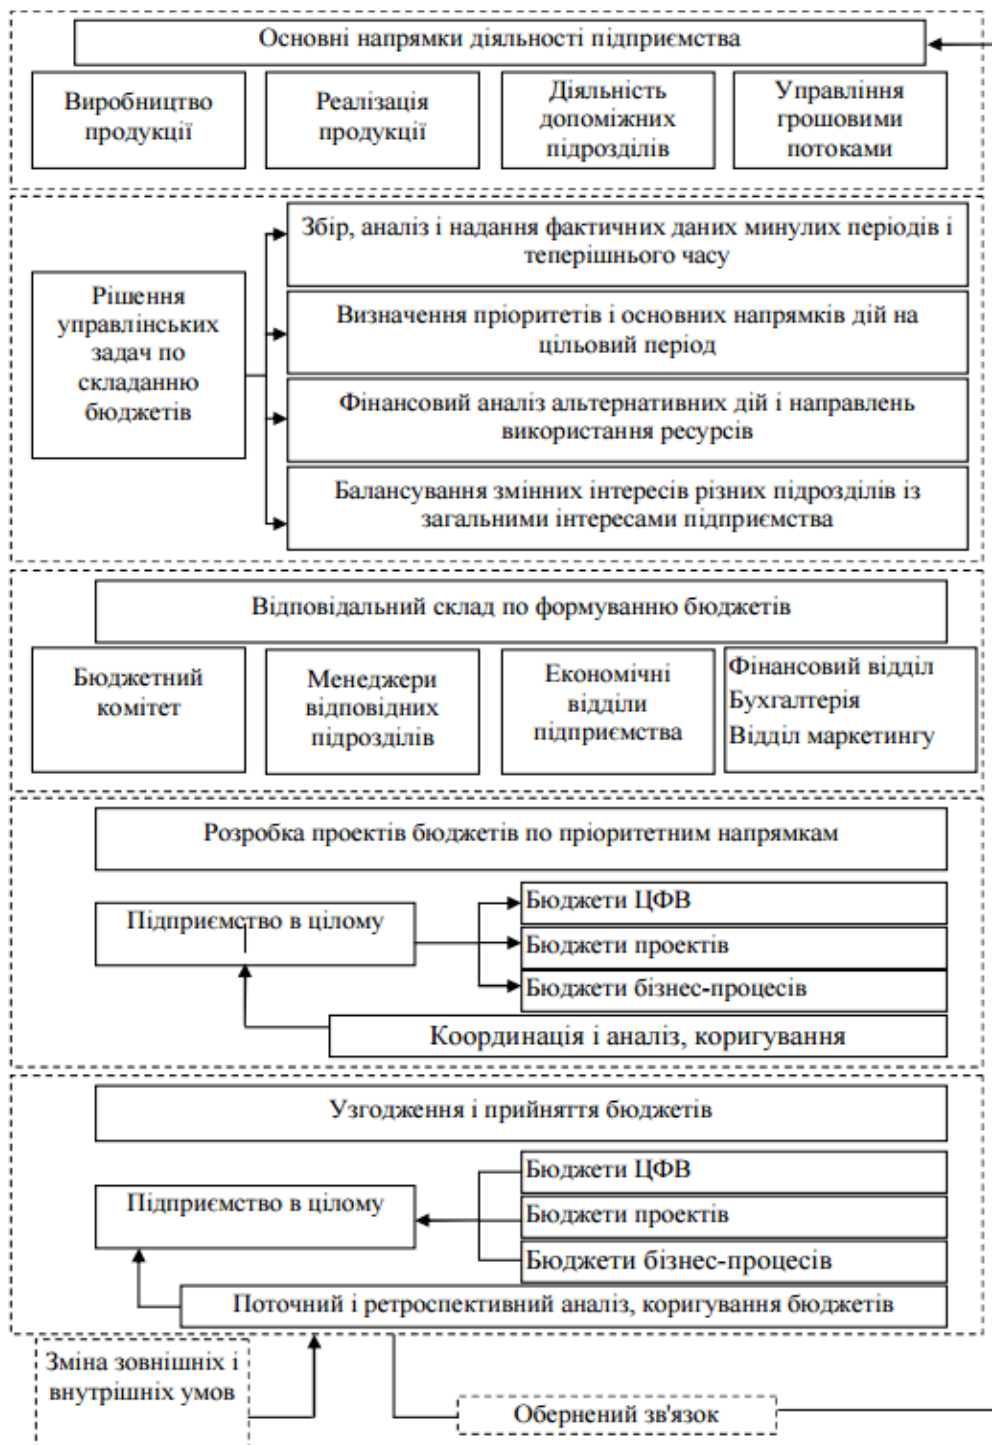 Основні напрямки діяльності підприємства
Виробництво
продукції
Реалізація
продукції
Діяльність
допоміжних
підрозділів
Управління
грошовими
потоками
Рішення
управлінських
задач по
складанню
бюджетів
Збір, аналіз і надання фактичних даних минулих періодів і
теперішнього часу
Визначення пріоритетів і основних напрямків дій на
цільовий період
Фінансовий аналіз альтернативних дій і направлень
використання ресурсів
Балансування змінних інтересів різних підрозділів із
загальними інтересами підприємства
Відповідальний склад по формуванню бюджетів
Бюджетний
комітет
Менеджери
відповідних
підрозділів
Економічні
відділи
підприємства
Фінансовий відділ
Бухгалтерія
Відділ маркетингу
Розробка проектів бюджетів по пріоритетним напрямкам
Підприємство в цілому
Бюджети ЦФВ
Бюджети проектів
Бюджети бізнес-процесів
Координація і аналіз, коригування
Узгодження і прийняття бюджетів
Підприємство в цілому
Бюджети ЦФВ
Бюджети проектів
Бюджети бізнес-процесів
Поточний і ретроспективний аналіз, коригування бюджетів
Зміна зовнішніх і
внутрішніх умов
Обернений зв'язок